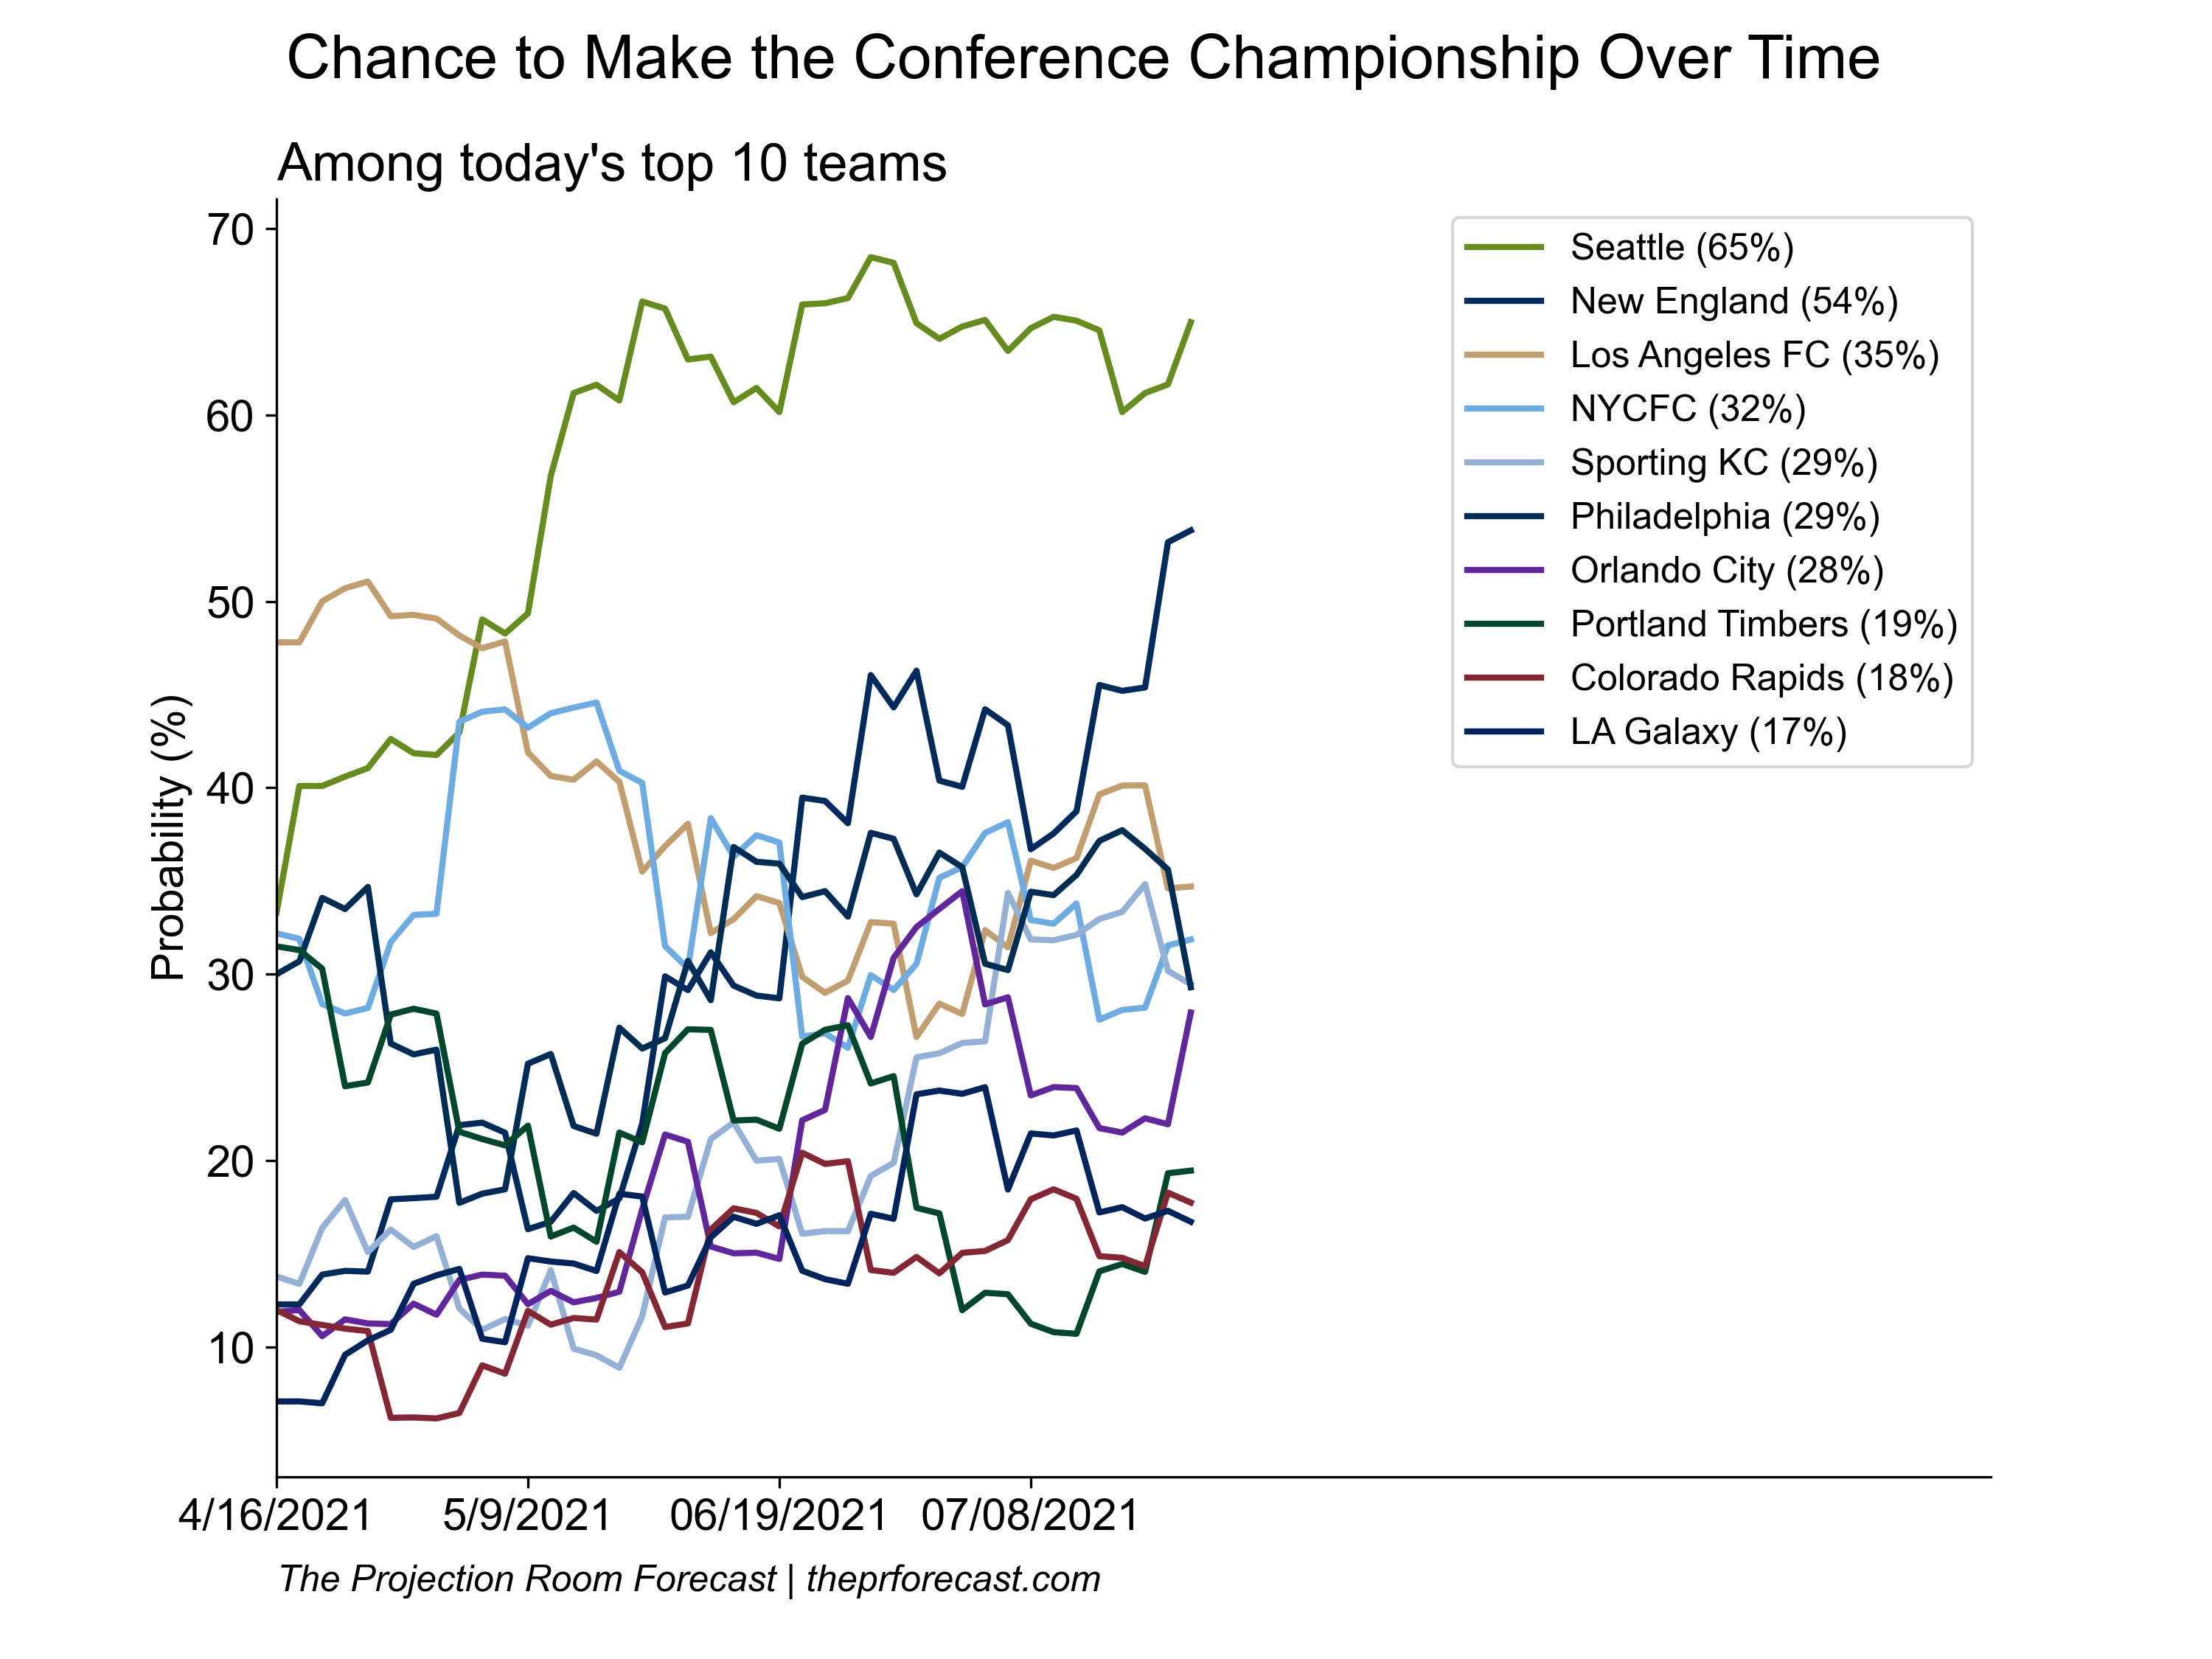 Chance to Make the Conference Championship Over Time
Among today's top 10 teams
70
60
50
40
30
20
10
Probability (%)
Seattle (65%)
New England (54%)
Los Angeles FC (35%)
NYCFC (32%)
Sporting KC (29%)
Philadelphia (29%)
Orlando City (28%)
Portland Timbers (19%)
Colorado Rapids (18%)
LA Galaxy (17%)
4/16/2021 5/9/2021 06/19/2021 07/08/2021
The Projection Room Forecast | theprforecast.com